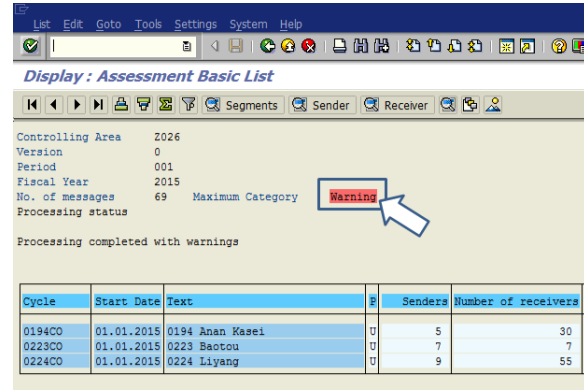 List Edit Goto Tools Settings System Help
Display : Assessment Basic List
Segments Sender Receiver
Controlling Area Z026
Version 0
Period 001
Fiscal Year 2015
No. of messages 69 Maximum Category Warning
Processing status
Processing completed with warnings
Cycle Start Date Text P Senders Number of receivers
0194CO 01.01.2015 0194 Anan Kasei U 5 30
0223CO 01.01.2015 0223 Baotou U 7 7
0224CO 01.01.2015 0224 Liyang U 9 55